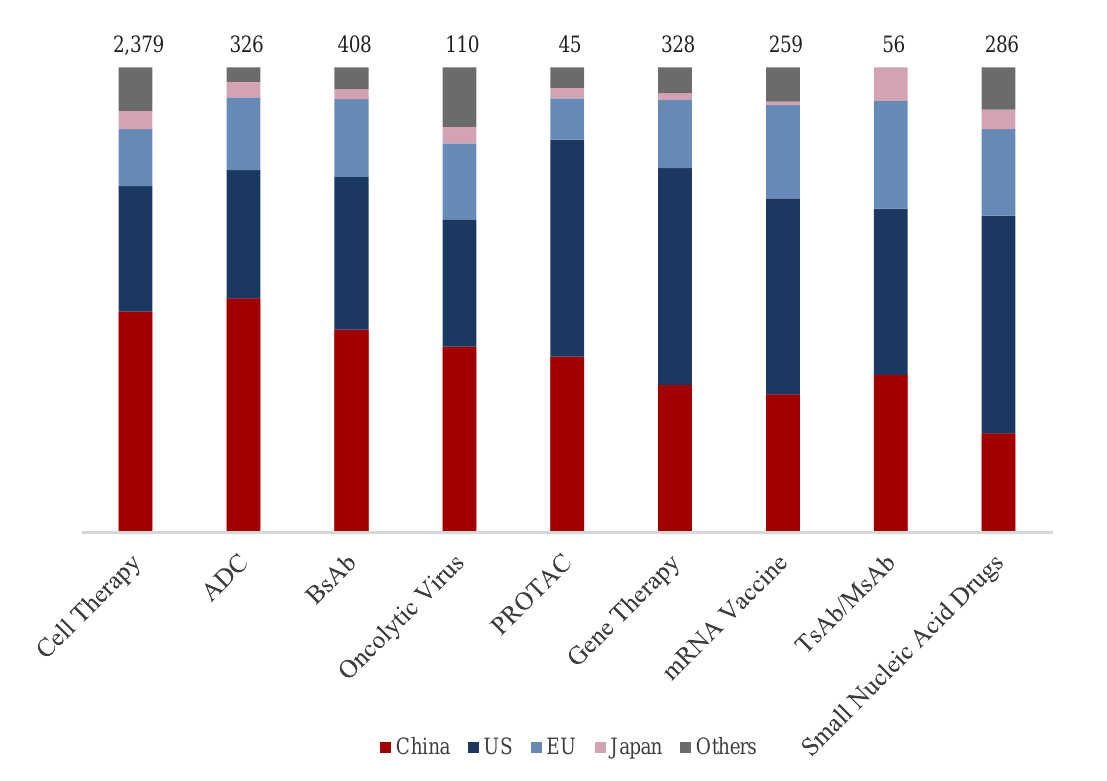 2,379 326 408 110 45 328 259 56 286
Cell Therapy
ADC
BsAb
Oncolytic Virus
PROTAC
Gene Therapy
mRNA Vaccine
TsAb/MsAb
Small Nucleic Acid Drugs
China US EU Japan Others